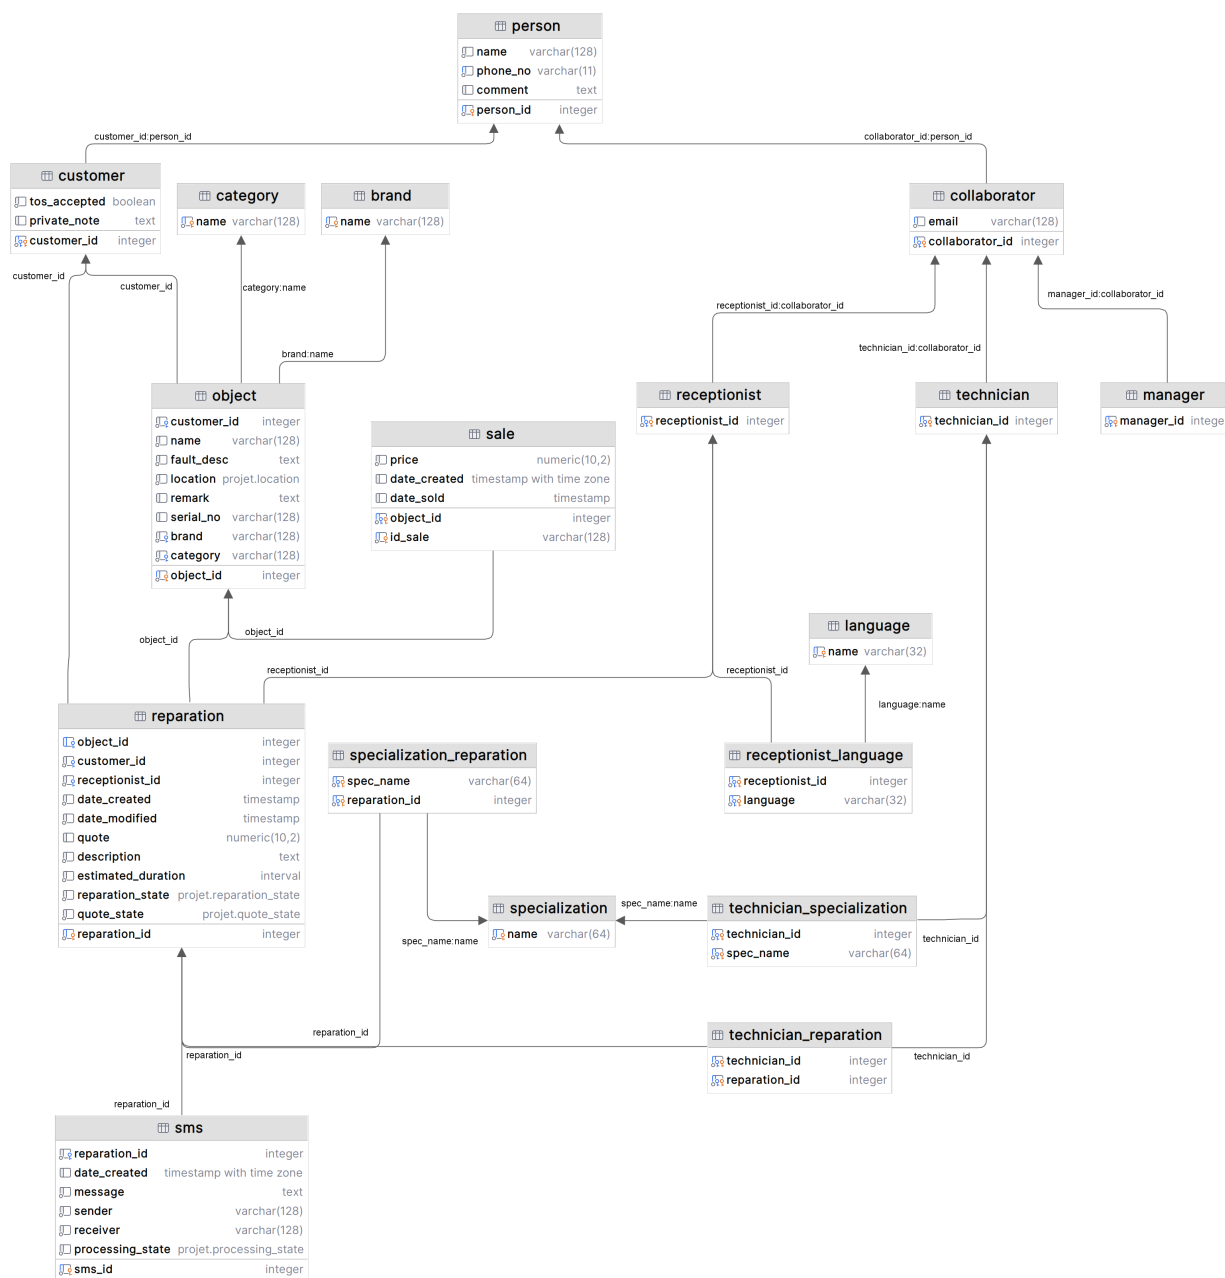 person
name varchar(128)
phone_no varchar(11)
comment text
person_id integer
customer_id:person_id
collaborator_id:person_id
customer
tos_accepted boolean
private_note text
customer_id integer
category
name varchar(128)
brand
name varchar(128)
collaborator
email varchar(128)
collaborator_id integer
customer_id
customer_id
category:name
brand:name
receptionist_id:collaborator_id
technician_id:collaborator_id
manager_id:collaborator_id
object
customer_id integer
name varchar(128)
fault_desc text
location projet.location
remark text
serial_no varchar(128)
brand varchar(128)
category varchar(128)
object_id integer
sale
price numeric(10,2)
date_created timestamp with time zone
date_sold timestamp
object_id integer
id_sale varchar(128)
receptionist
receptionist_id integer
technician
technician_id integer
manager
manager_id intege
object_id
object_id
receptionist_id
receptionist_id
language
name varchar(32)
language:name
reparation
object_id integer
customer_id integer
receptionist_id integer
date_created timestamp
date_modified timestamp
quote numeric(10,2)
description text
estimated_duration interval
reparation_state projet.reparation_state
quote_state projet.quote_state
reparation_id integer
specialization_reparation
spec_name varchar(64)
reparation_id integer
receptionist_language
receptionist_id integer
language varchar(32)
specialization
name varchar(64)
spec_name:name
spec_name:name
technician_specialization
technician_id integer
spec_name varchar(64)
technician_id
reparation_id
reparation_id
reparation_id
technician_reparation
technician_id integer
reparation_id integer
technician_id
sms
reparation_id integer
date_created timestamp with time zone
message text
sender varchar(128)
receiver varchar(128)
processing_state projet.processing_state
sms_id integer